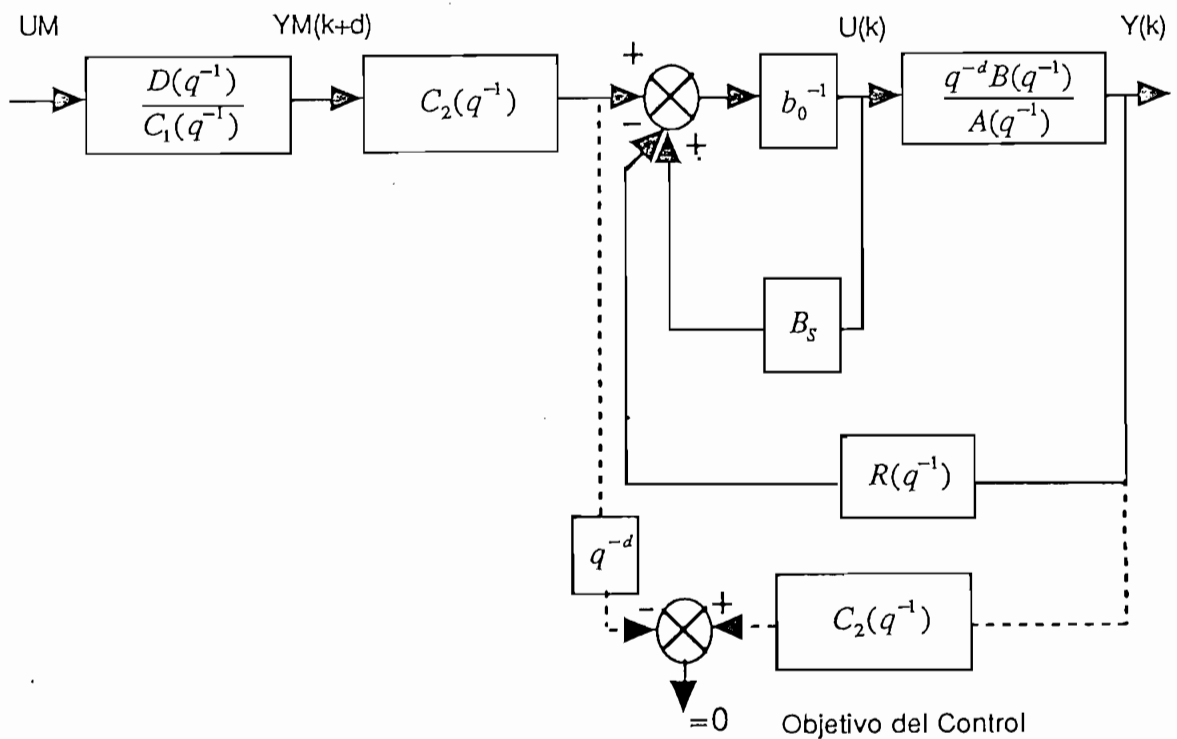 UM
YM(k+d)
U(k)
Y(k)
D(q⁻¹)
C₁(q⁻¹)
C₂(q⁻¹)
+
-
+
b₀⁻¹
q⁻ᵈB(q⁻¹)
A(q⁻¹)
B_S
R(q⁻¹)
q⁻ᵈ
-
+
C₂(q⁻¹)
=0
Objetivo del Control